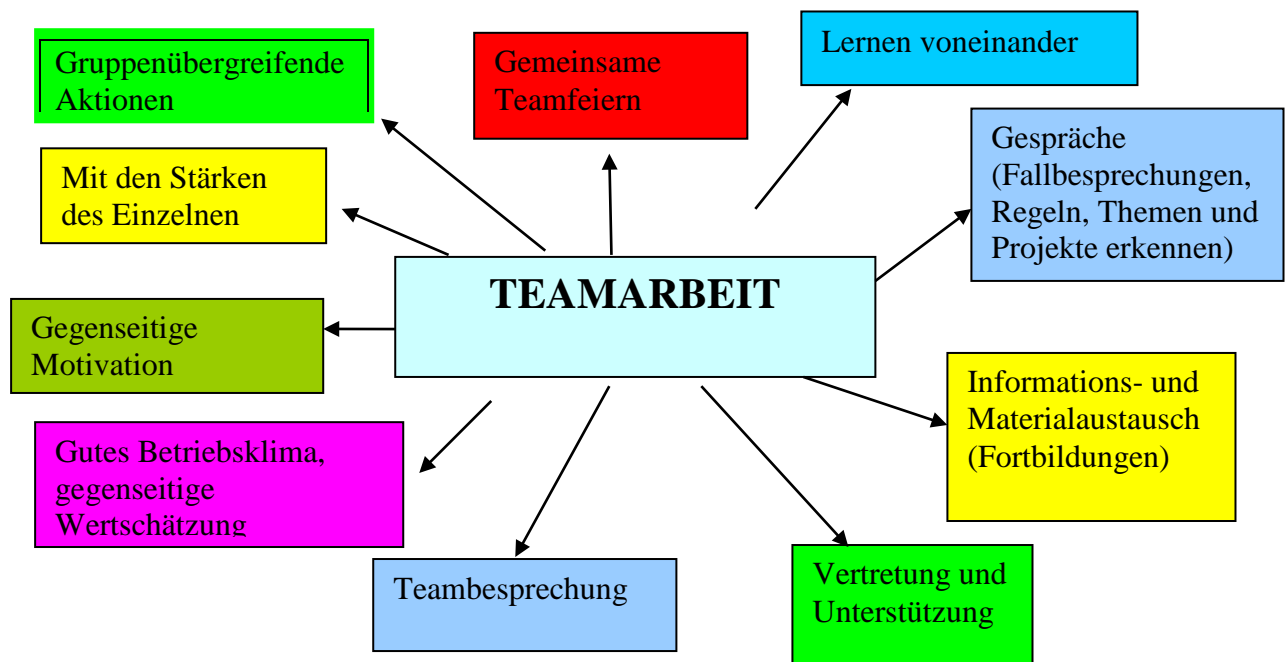 Gruppenübergreifende
Aktionen
Gemeinsame
Teamfeiern
Lernen voneinander
Mit den Stärken
des Einzelnen
Gespräche
(Fallbesprechungen,
Regeln, Themen und
Projekte erkennen)
TEAMARBEIT
Gegenseitige
Motivation
Informations- und
Materialaustausch
(Fortbildungen)
Gutes Betriebsklima,
gegenseitige
Wertschätzung
Teambesprechung
Vertretung und
Unterstützung